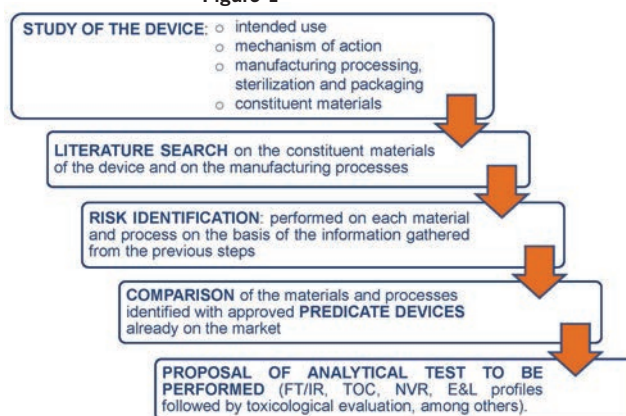 STUDY OF THE DEVICE: ○ intended use
○ mechanism of action
○ manufacturing processing,
sterilization and packaging
○ constituent materials
LITERATURE SEARCH on the constituent materials
of the device and on the manufacturing processes
RISK IDENTIFICATION: performed on each material
and process on the basis of the information gathered
from the previous steps
COMPARISON of the materials and processes
identified with approved PREDICATE DEVICES
already on the market
PROPOSAL OF ANALYTICAL TEST TO BE
PERFORMED (FT/IR, TOC, NVR, E&L profiles
followed by toxicological evaluation, among others).